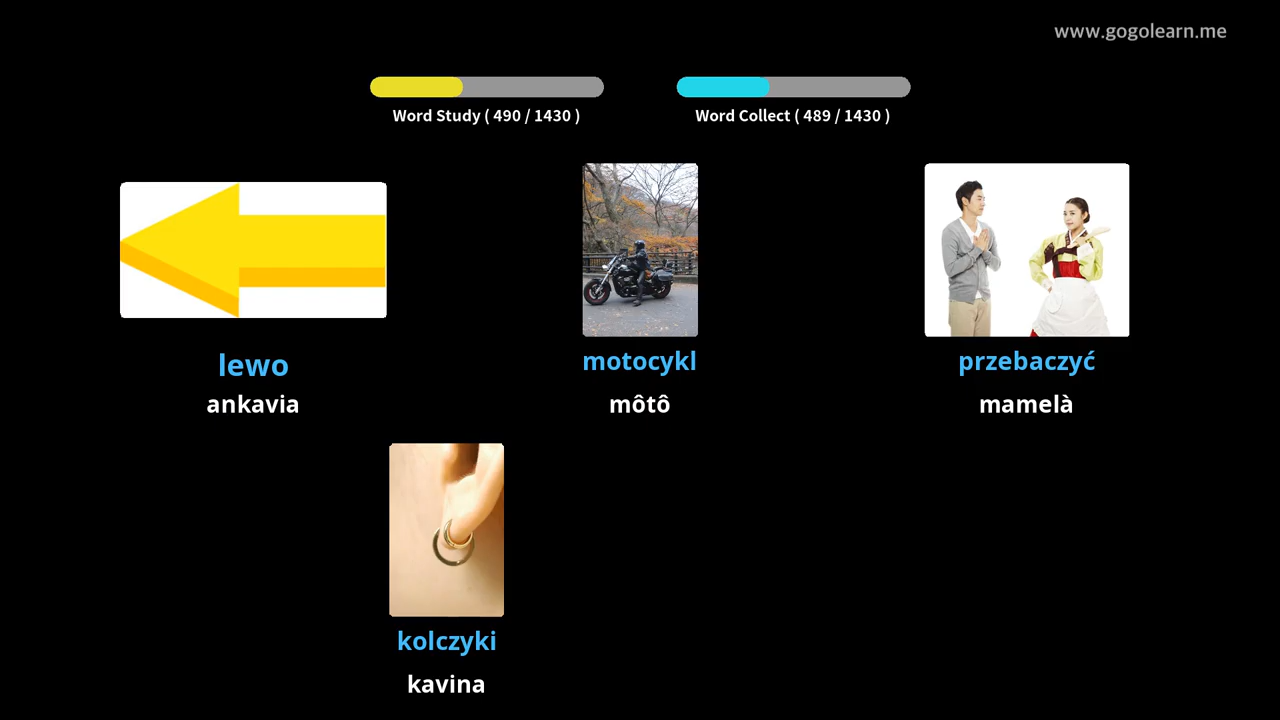 www.gogolearn.me
Word Study ( 490 / 1430 )
Word Collect ( 489 / 1430 )
lewo
ankavia
motocykl
môtô
przebaczyć
mamelà
kolczyki
kavina